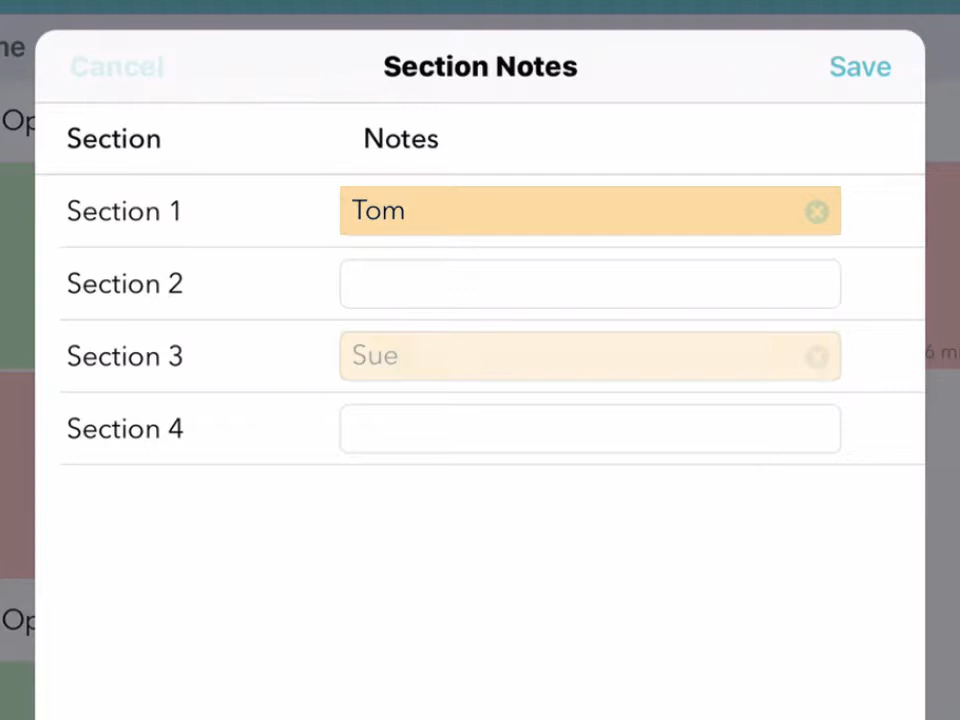 Cancel Section Notes Save
Section Notes
Section 1 Tom
Section 2
Section 3 Sue
Section 4